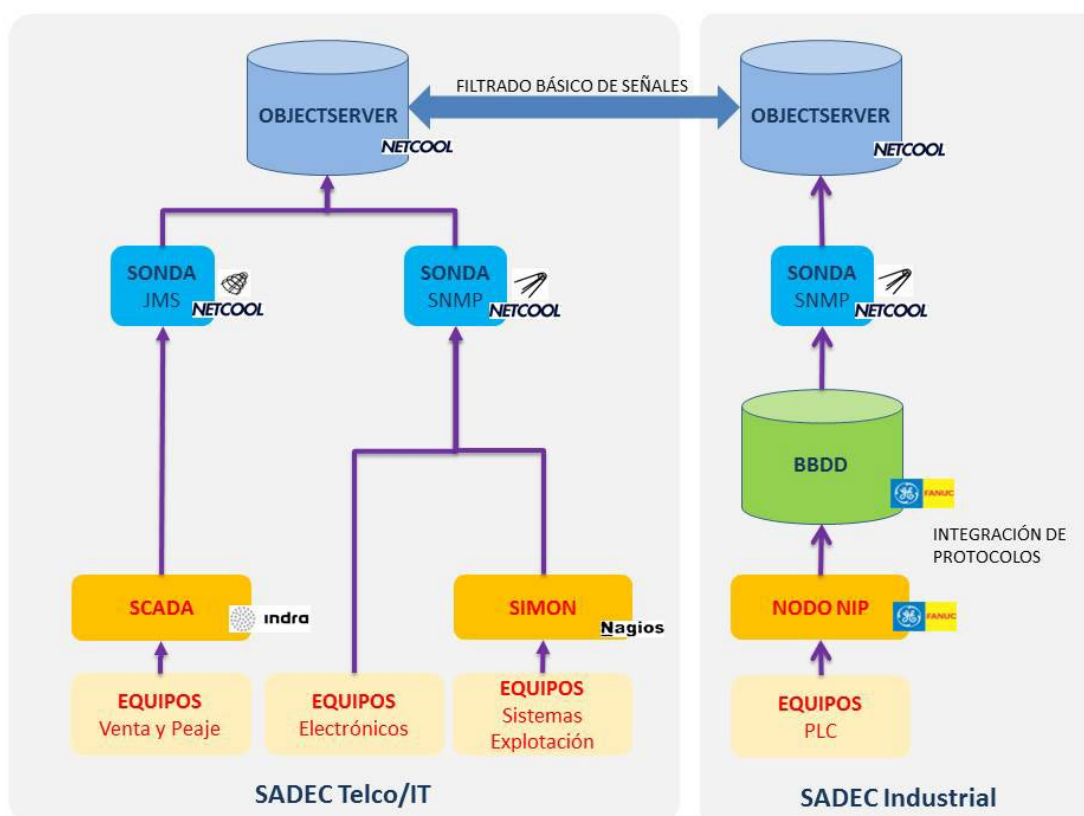 FILTRADO BÁSICO DE SEÑALES
OBJECTSERVER
NETCOOL
OBJECTSERVER
NETCOOL
SONDA
JMS
NETCOOL
SONDA
SNMP
NETCOOL
SONDA
SNMP
NETCOOL
BBDD
GE
FANUC
INTEGRACIÓN DE
PROTOCOLOS
SCADA
indra
SIMON
Nagios
NODO NIP
GE
FANUC
EQUIPOS
Venta y Peaje
EQUIPOS
Electrónicos
EQUIPOS
Sistemas
Explotación
EQUIPOS
PLC
SADEC Telco/IT
SADEC Industrial